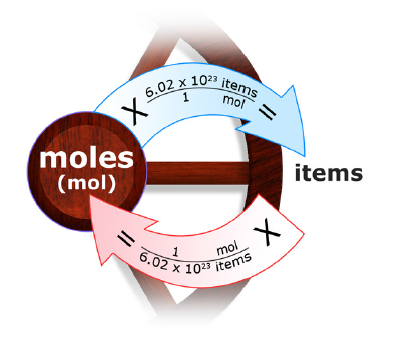 X 6.02 x 10²³ items / 1 mol =
moles
(mol)
items
= 1 mol / 6.02 x 10²³ items X